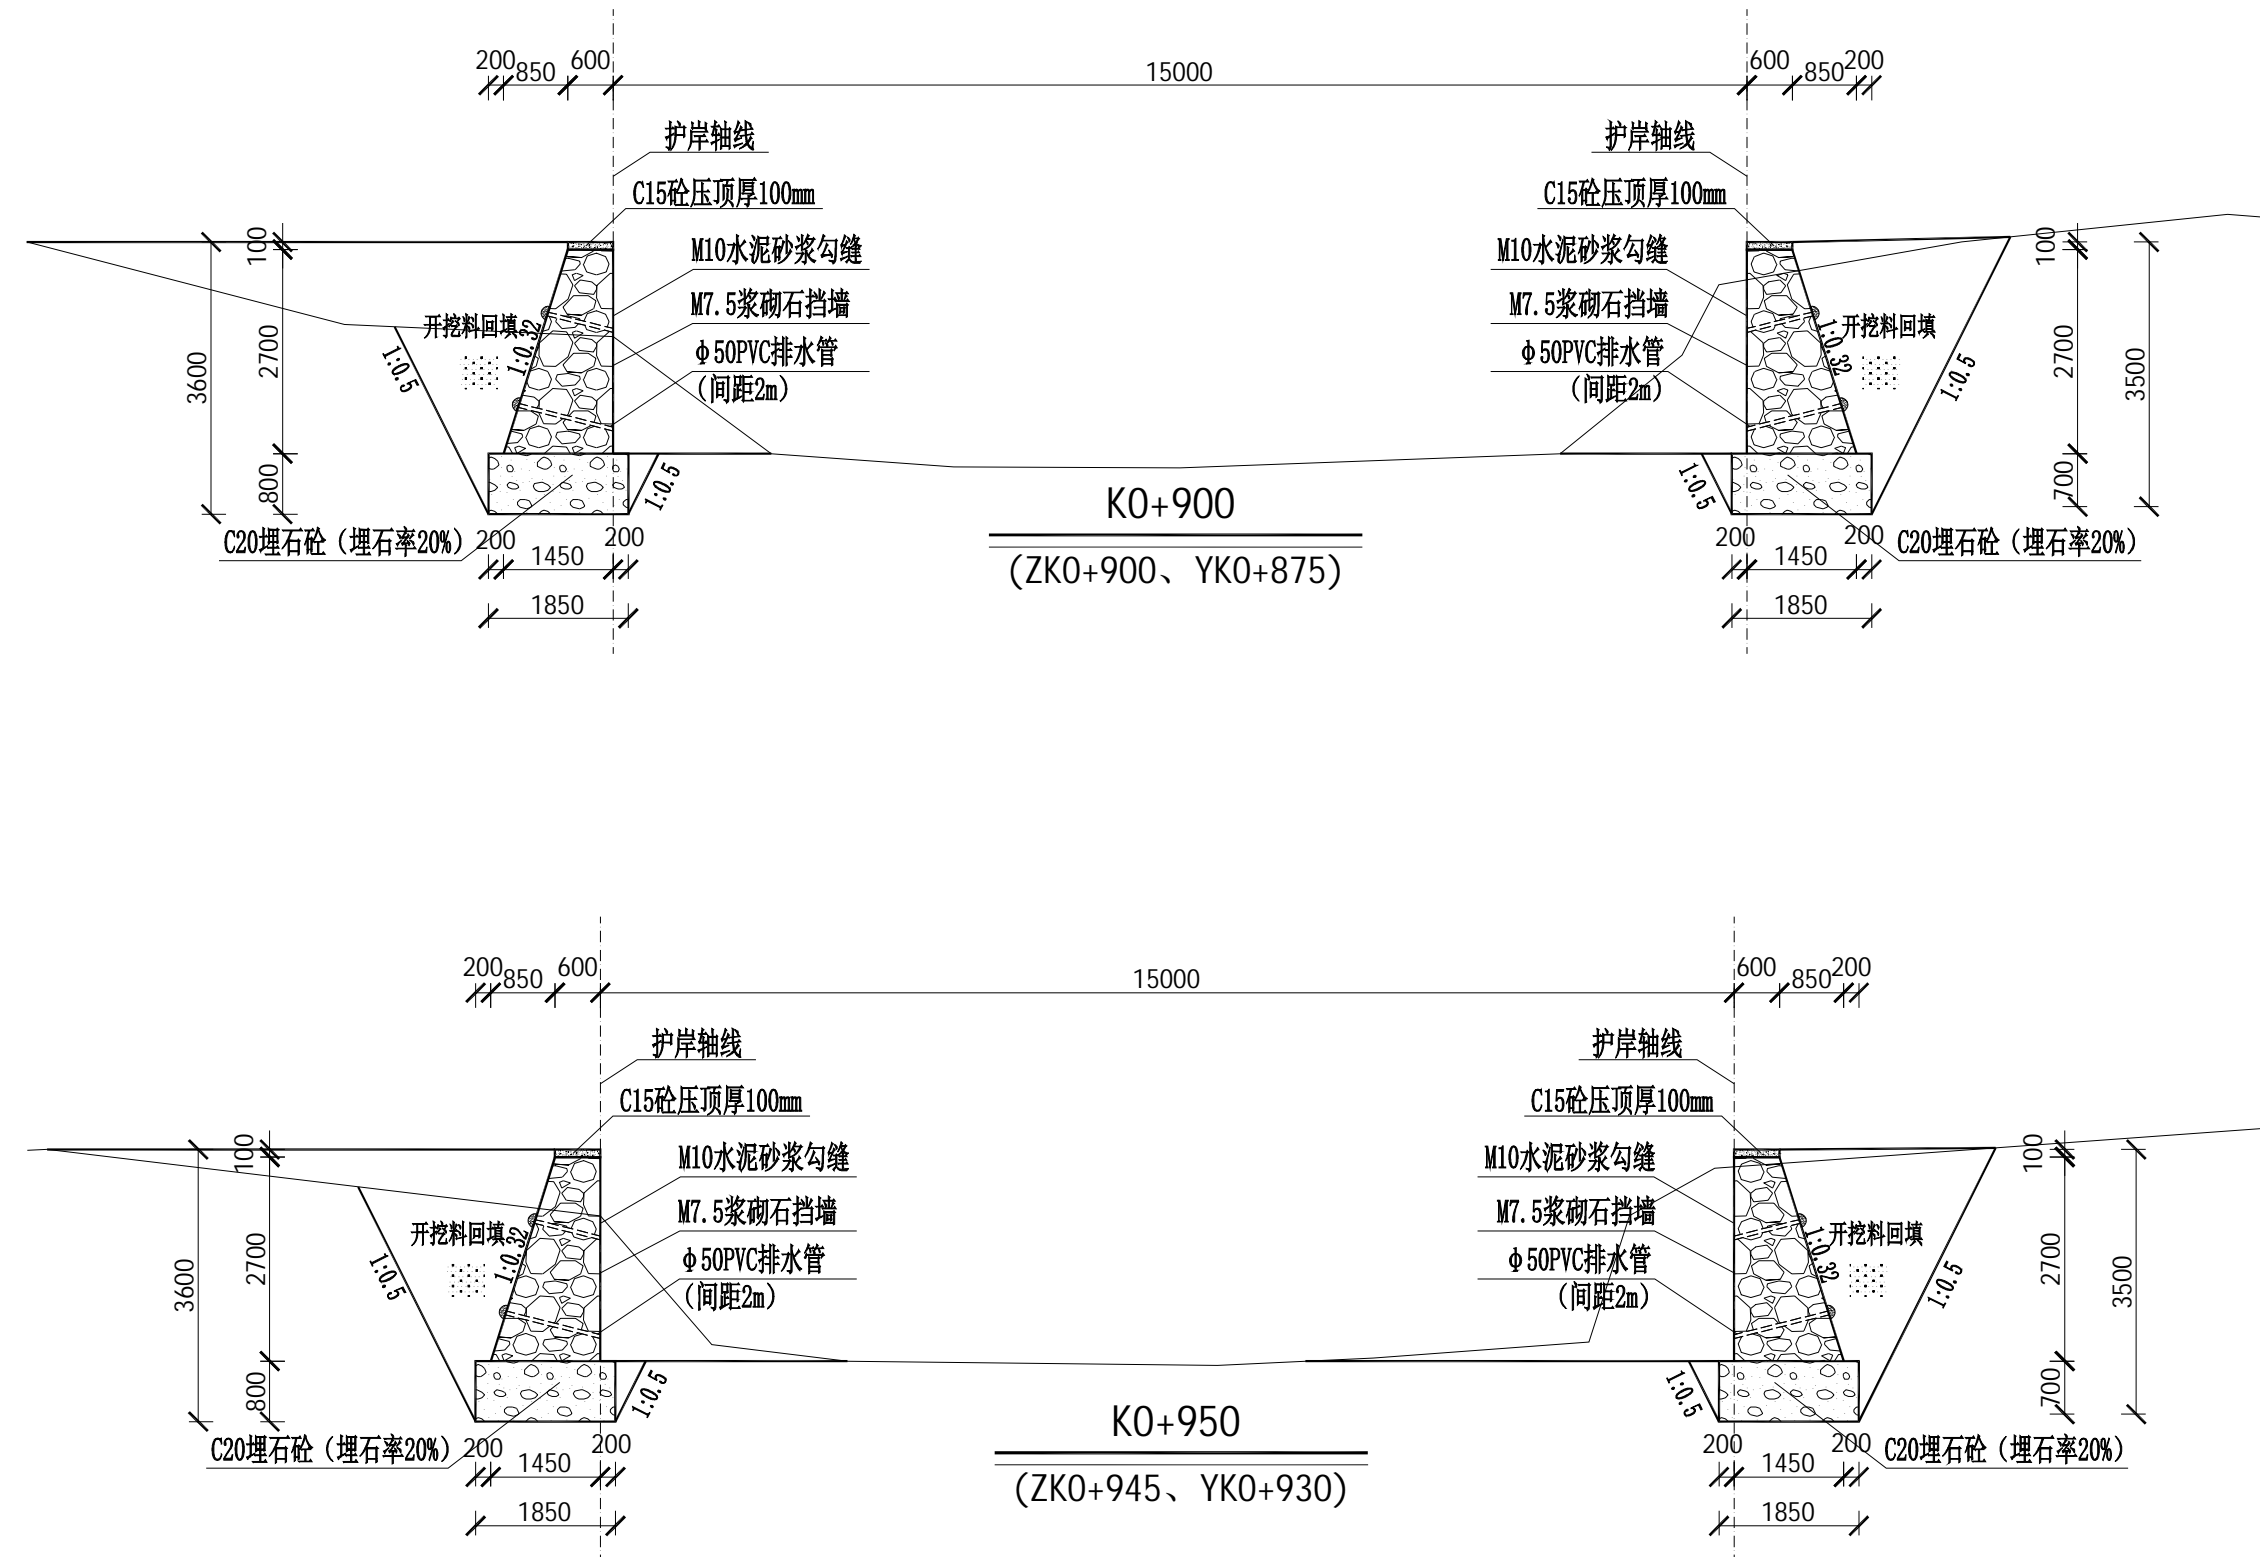 200 850 600 15000 600 850 200
护岸轴线 护岸轴线
C15砼压顶厚100mm C15砼压顶厚100mm
100 M10水泥砂浆勾缝 M10水泥砂浆勾缝 100
M7.5浆砌石挡墙 M7.5浆砌石挡墙
开挖料回填 1:0.32 1:0.32 开挖料回填
3600 2700 1:0.5 φ50PVC排水管 φ50PVC排水管 1:0.5 2700 3500
(间距2m) (间距2m)
800 1:0.5 1:0.5 700
K0+900
C20埋石砼(埋石率20%) 200 200 200 200 C20埋石砼(埋石率20%)
1450 (ZK0+900、YK0+875) 1450
1850 1850
200 850 600 15000 600 850 200
护岸轴线 护岸轴线
C15砼压顶厚100mm C15砼压顶厚100mm
100 M10水泥砂浆勾缝 M10水泥砂浆勾缝 100
M7.5浆砌石挡墙 M7.5浆砌石挡墙
开挖料回填 1:0.32 1:0.32 开挖料回填
3600 2700 1:0.5 φ50PVC排水管 φ50PVC排水管 1:0.5 2700 3500
(间距2m) (间距2m)
800 1:0.5 1:0.5 700
K0+950
C20埋石砼(埋石率20%) 200 200 200 200 C20埋石砼(埋石率20%)
1450 (ZK0+945、YK0+930) 1450
1850 1850